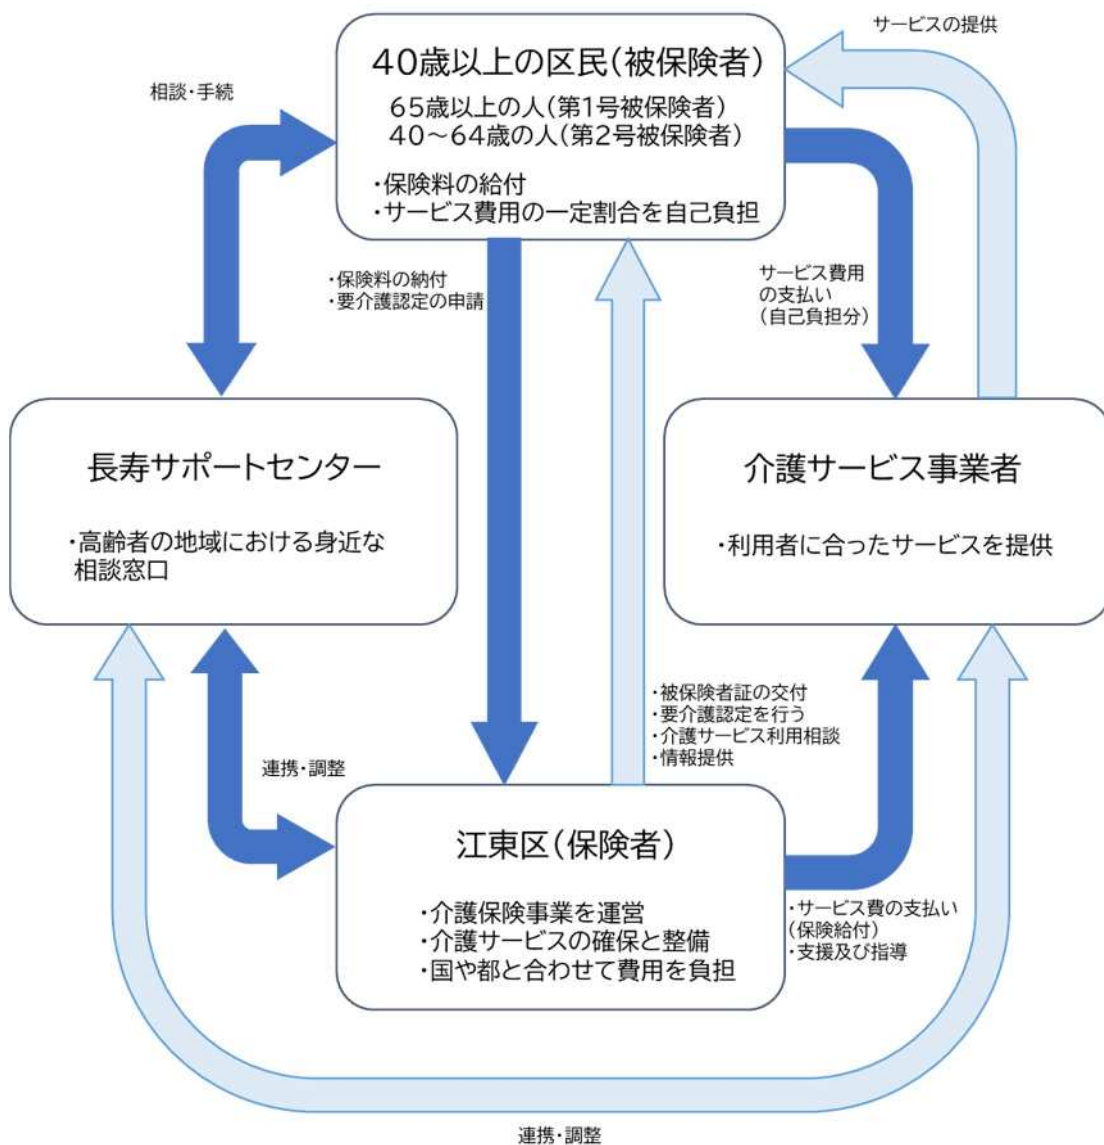 サービスの提供
40歳以上の区民(被保険者)
相談・手続
65歳以上の人(第1号被保険者)
40～64歳の人(第2号被保険者)
・保険料の給付
・サービス費用の一定割合を自己負担
・保険料の納付
・要介護認定の申請
サービス費用
の支払い
(自己負担分)
長寿サポートセンター
・高齢者の地域における身近な
相談窓口
介護サービス事業者
・利用者に合ったサービスを提供
・被保険者証の交付
・要介護認定を行う
・介護サービス利用相談
・情報提供
連携・調整
江東区(保険者)
・介護保険事業を運営
・介護サービスの確保と整備
・国や都と合わせて費用を負担
・サービス費の支払い
(保険給付)
・支援及び指導
連携・調整